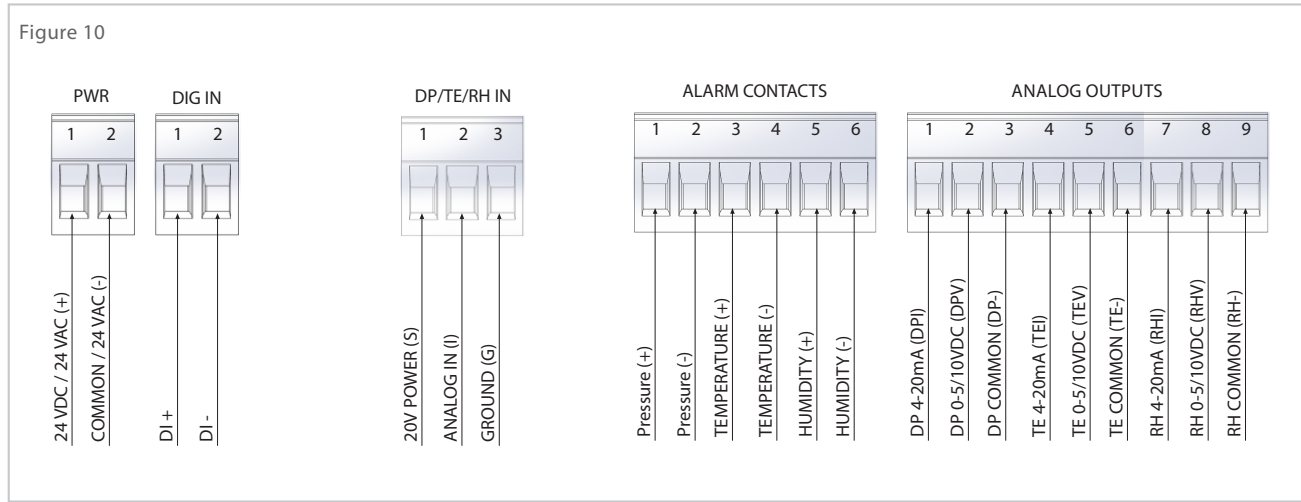 Figure 10
PWR
1 2
24 VDC / 24 VAC (+)
COMMON / 24 VAC (-)
DIG IN
1 2
DI +
DI -
DP/TE/RH IN
1 2 3
20V POWER (S)
ANALOG IN (I)
GROUND (G)
ALARM CONTACTS
1 2 3 4 5 6
Pressure (+)
Pressure (-)
TEMPERATURE (+)
TEMPERATURE (-)
HUMIDITY (+)
HUMIDITY (-)
ANALOG OUTPUTS
1 2 3 4 5 6 7 8 9
DP 4-20mA (DPI)
DP 0-5/10VDC (DPV)
DP COMMON (DP-)
TE 4-20mA (TEI)
TE 0-5/10VDC (TEV)
TE COMMON (TE-)
RH 4-20mA (RHI)
RH 0-5/10VDC (RHV)
RH COMMON (RH-)